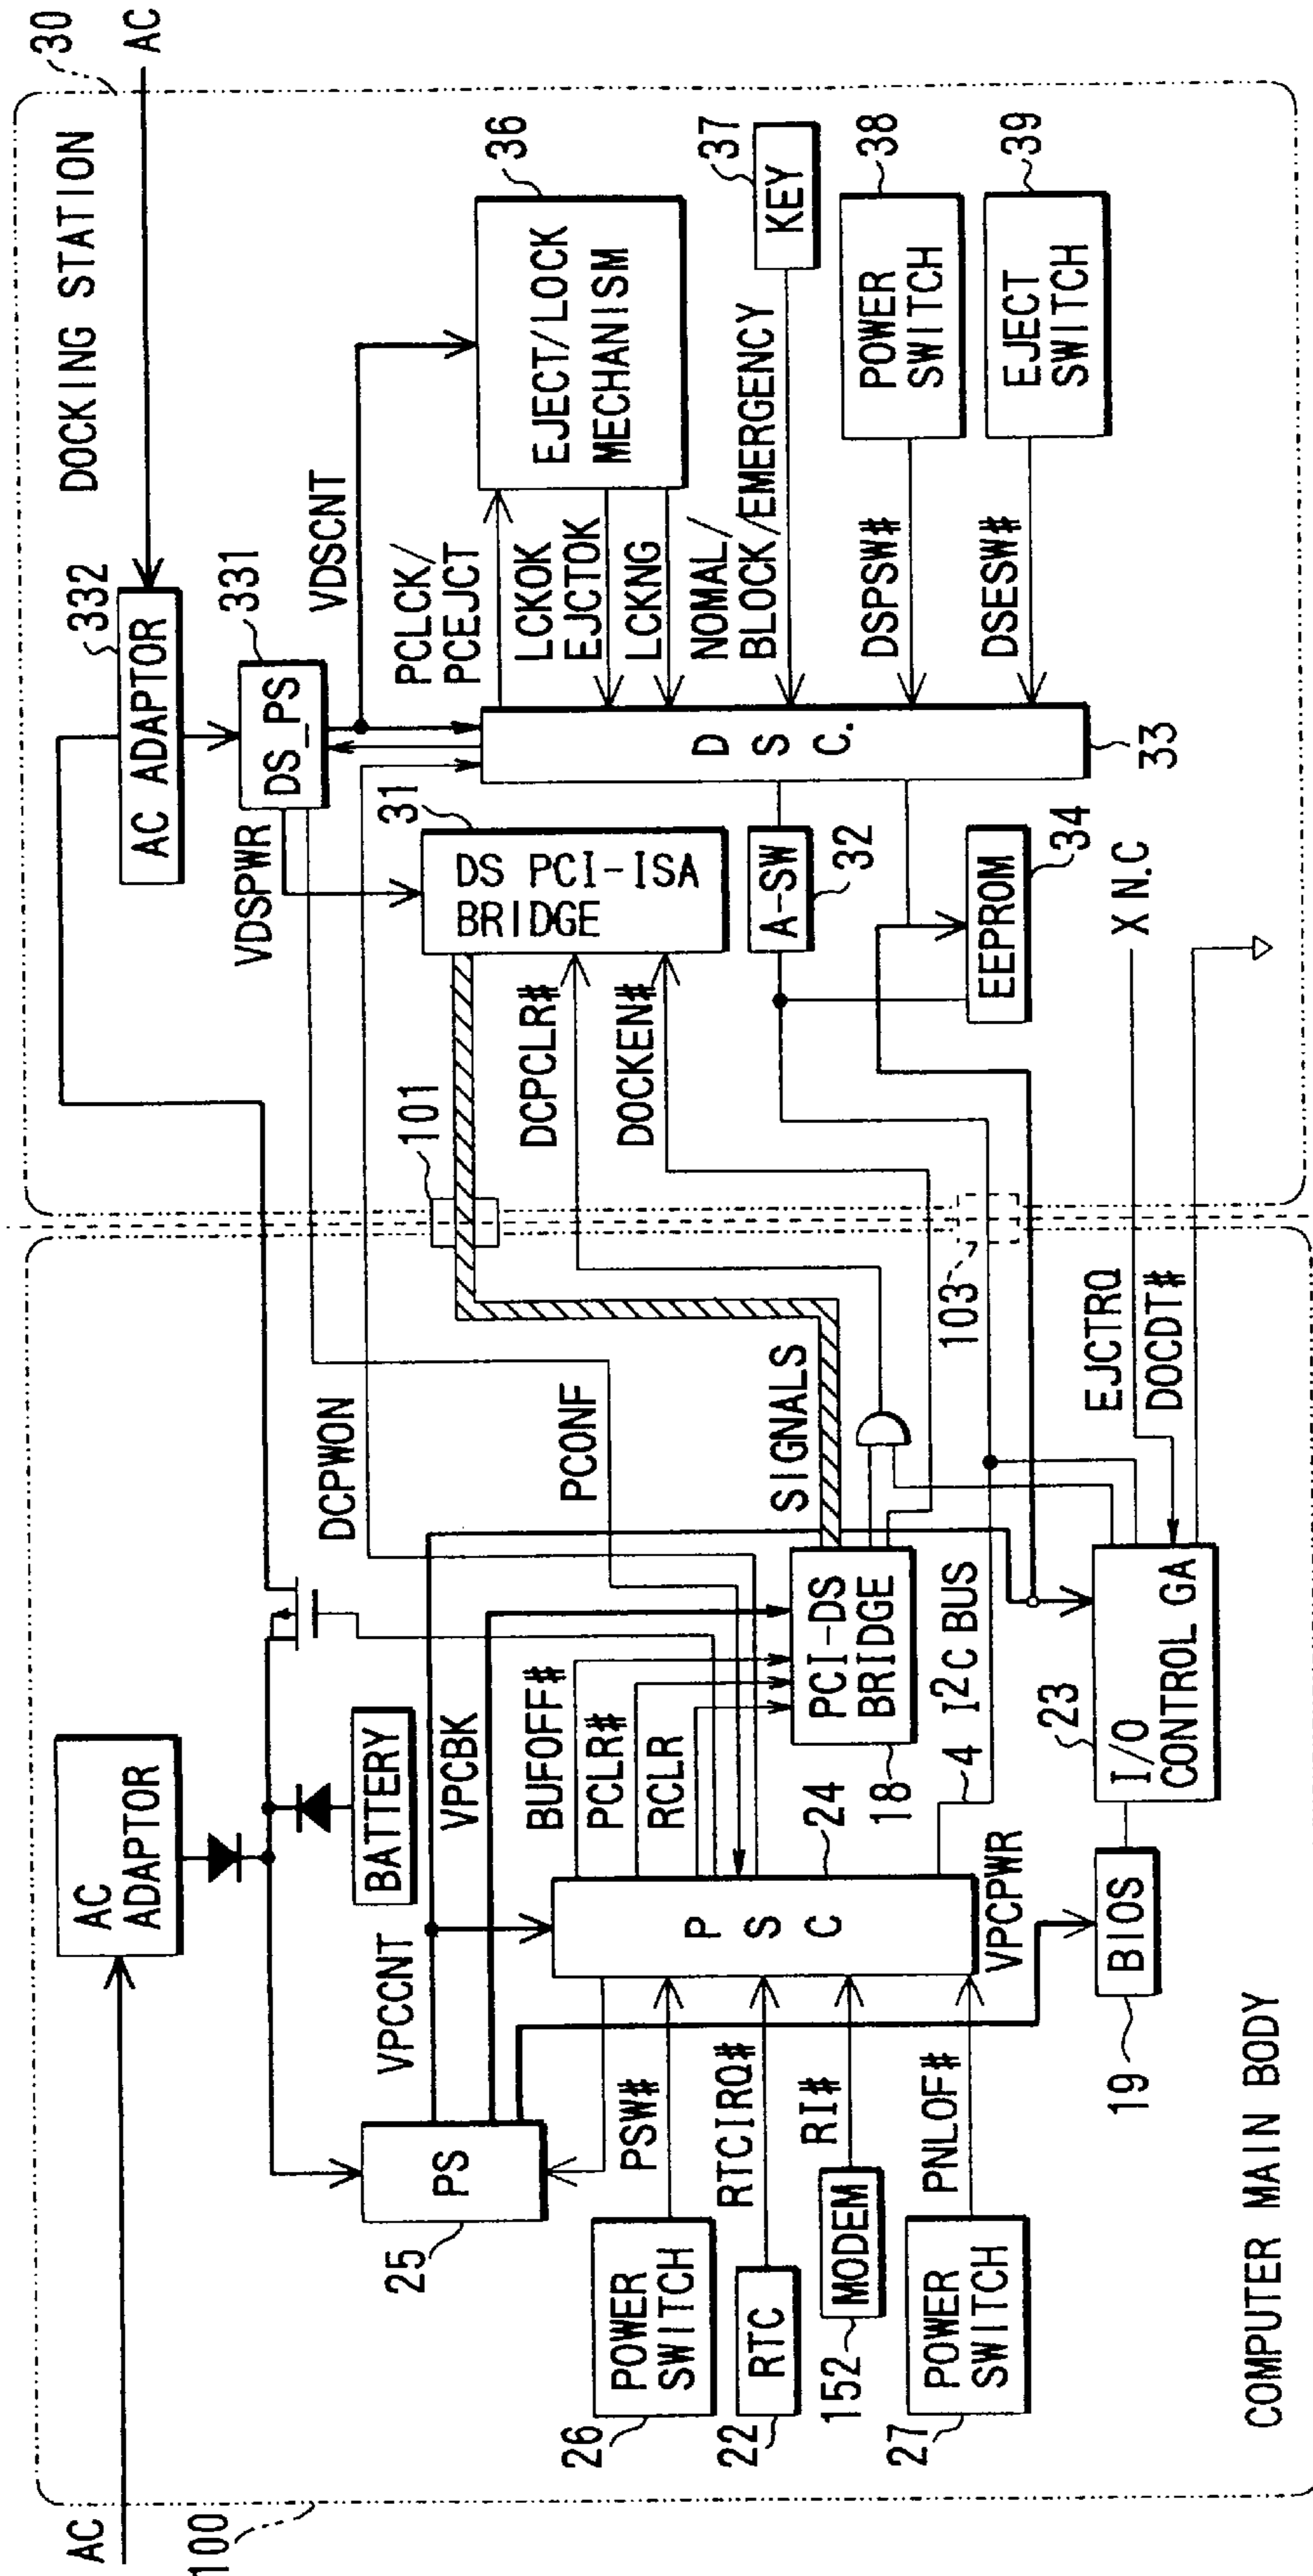 AC
100
AC
ADAPTOR
BATTERY
PS
25
VPCCNT
VPCBK
DCPWON
PCONF
BUFOFF#
PCLR#
RCLR
SIGNALS
P
S
C
24
PCI-DS
BRIDGE
18
4
I²C BUS
VPCPWR
POWER
SWITCH
26
PSW#
RTC
22
RTCIRQ#
MODEM
152
RI#
POWER
SWITCH
27
PNLOF#
BIOS
19
I/O
CONTROL GA
23
EJCTRQ
DOCDT#
COMPUTER MAIN BODY
101
103
DOCKING STATION
30
AC
AC ADAPTOR
332
DS_PS
331
VDSPWR
VDSCNT
DS PCI-ISA
BRIDGE
31
DCPCLR#
DOCKEN#
A-SW
32
EEPROM
34
X N.C
D
S
C.
33
PCLCK/
PCEJCT
LCKOK
EJCTOK
LCKNG
NOMAL/
BLOCK/EMERGENCY
DSPSW#
DSESW#
EJECT/LOCK
MECHANISM
36
KEY
37
POWER
SWITCH
38
EJECT
SWITCH
39